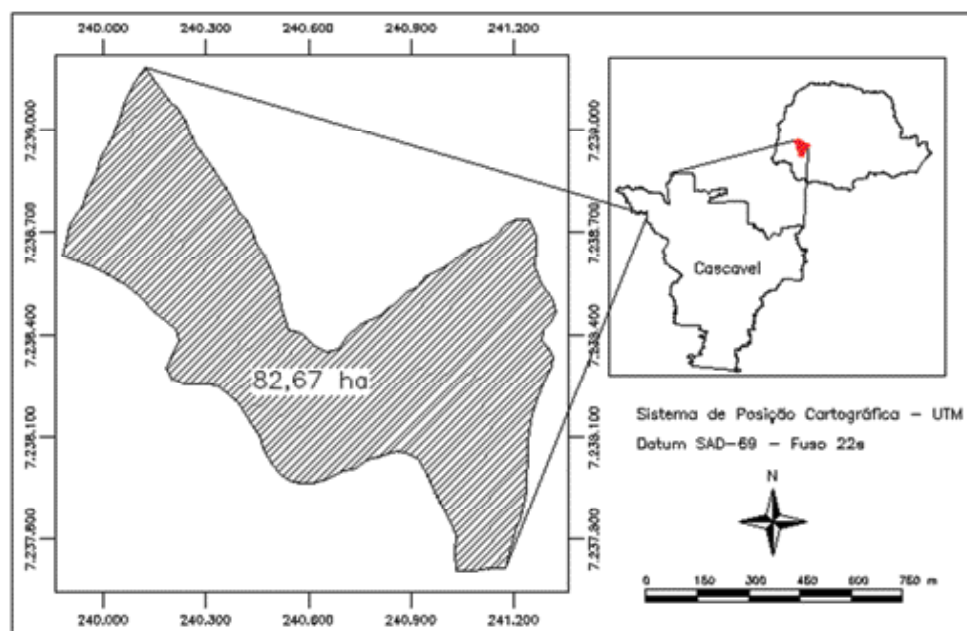 240.000 240.300 240.600 240.900 241.200
7.239.000 7.239.000
7.238.700 7.238.700
Cascavel
7.238.400 7.238.400
82,67 ha
7.238.100 7.238.100
Sistema de Posição Cartográfica – UTM
Datum SAD-69 – Fuso 22s
N
7.237.800 7.237.800
0 150 300 450 600 750 m
240.000 240.300 240.600 240.900 241.200